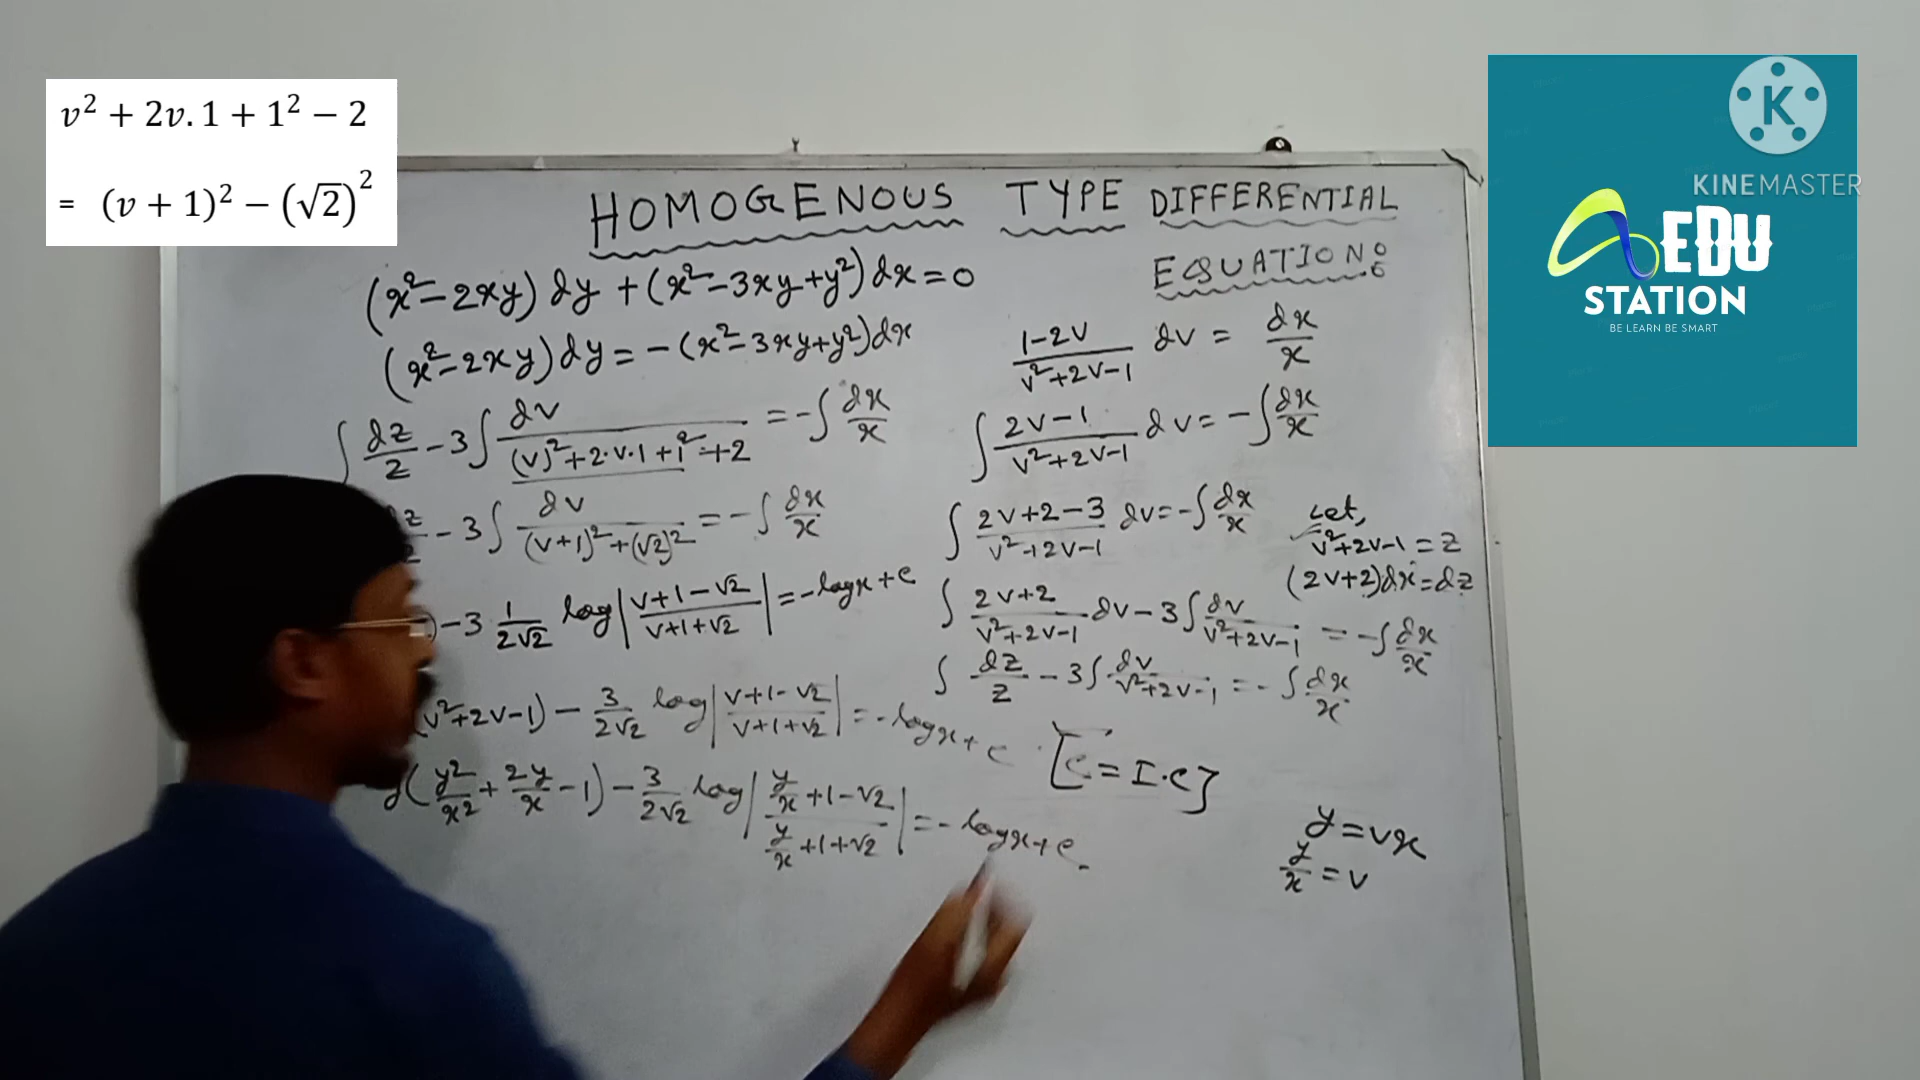 v² + 2v. 1 + 1² − 2
= (v + 1)² − (√2)²
KINEMASTER
EDU
STATION
BE LEARN BE SMART
HOMOGENOUS TYPE DIFFERENTIAL
EQUATION
(x²-2xy) dy + (x²-3xy+y²) dx = 0
(x²-2xy) dy = -(x²-3xy+y²) dx
∫ dz/z - 3∫ dv/((v)²+2·v·1+1²+2) = -∫ dx/x
- 3∫ dv/((v+1)²+(√2)²) = -∫ dx/x
) - 3 1/(2√2) log|(v+1-√2)/(v+1+√2)| = -logx+c
(v²+2v-1) - 3/(2√2) log|(v+1-√2)/(v+1+√2)| = -logx+c
(y²/x² + 2y/x - 1) - 3/(2√2) log|(y/x+1-√2)/(y/x+1+√2)| = -logx+c.
(1-2v)/(v²+2v-1) dv = dx/x
∫ (2v-1)/(v²+2v-1) dv = -∫ dx/x
∫ (2v+2-3)/(v²+2v-1) dv = -∫ dx/x
Let,
v²+2v-1 = z
(2v+2)dx = dz
∫ (2v+2)/(v²+2v-1) dv - 3∫ dv/(v²+2v-1) = -∫ dx/x
∫ dz/z - 3∫ dv/(v²+2v-1) = -∫ dx/x
[c = I.C]
y = vx
y/x = v